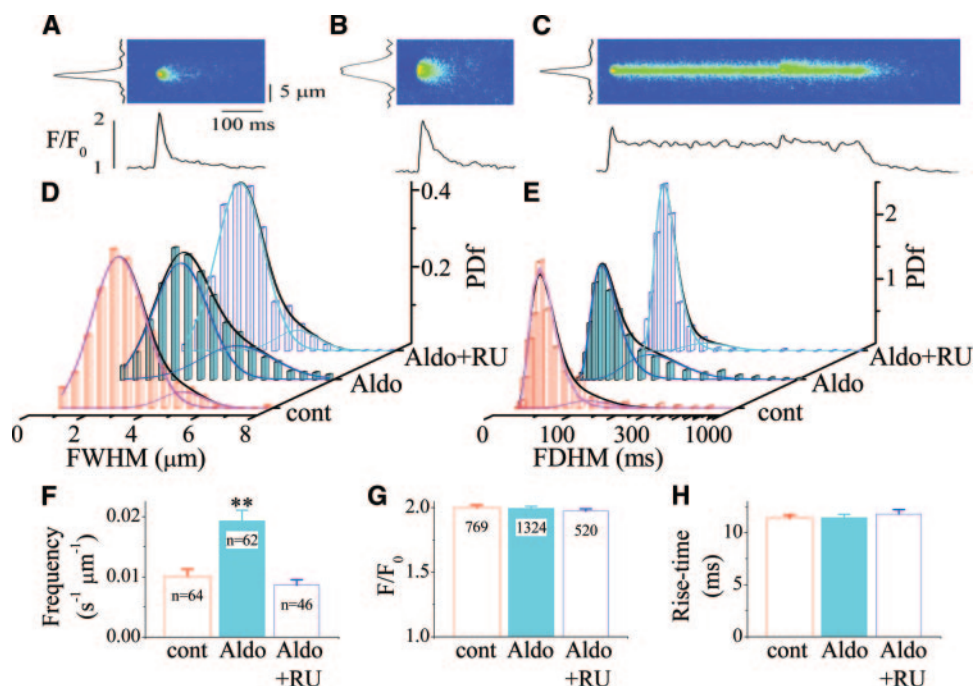 A
B
C
5 μm
100 ms
F/F0
2
1
D
E
0.4
0.2
PDf
Aldo+RU
Aldo
cont
0 2 4 6 8
FWHM (μm)
2
1
PDf
Aldo+RU
Aldo
cont
0 100 300 1000
FDHM (ms)
F
Frequency
(s-1 μm-1)
0.02
0.01
0.00
**
n=64
n=62
n=46
cont Aldo Aldo
+RU
G
F/F0
2.0
1.5
1.0
769
1324
520
cont Aldo Aldo
+RU
H
Rise-time
(ms)
10
5
0
cont Aldo Aldo
+RU